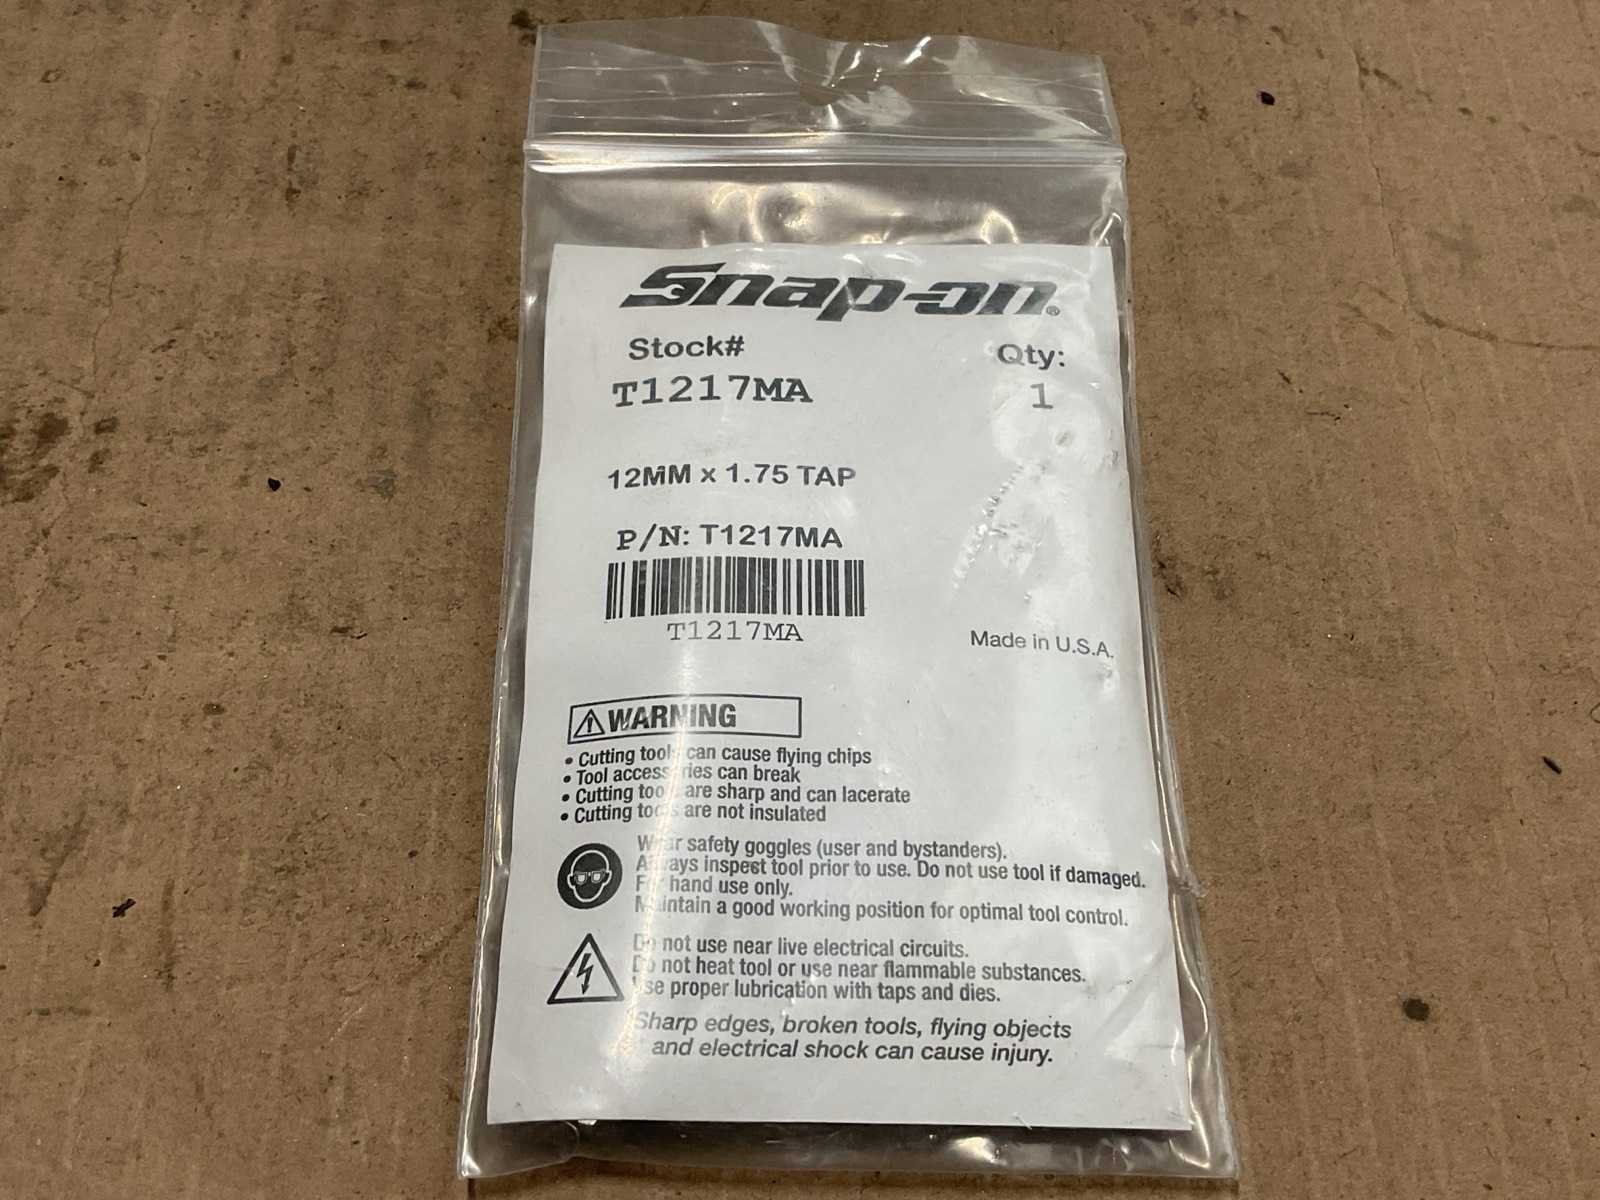 Snap-on®
Stock# Qty:
T1217MA 1
12MM x 1.75 TAP
P/N: T1217MA
T1217MA
Made in U.S.A.
WARNING
• Cutting tools can cause flying chips
• Tool accessories can break
• Cutting tools are sharp and can lacerate
• Cutting tools are not insulated
Wear safety goggles (user and bystanders).
Always inspect tool prior to use. Do not use tool if damaged.
For hand use only.
Maintain a good working position for optimal tool control.
Do not use near live electrical circuits.
Do not heat tool or use near flammable substances.
Use proper lubrication with taps and dies.
Sharp edges, broken tools, flying objects
and electrical shock can cause injury.